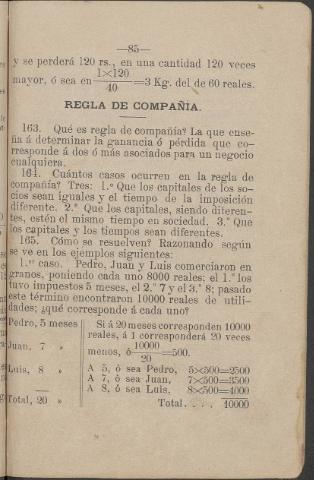 —85—
y se perderá 120 rs., en una cantidad 120 veces
mayor, ó sea en 1×120/40=3 Kg. del de 60 reales.
REGLA DE COMPAÑIA.
163. Qué es regla de compañía? La que ense-
ña á determinar la ganancia ó pérdida que co-
rresponde á dos ó más asociados para un negocio
cualquiera.
164. Cuántos casos ocurren en la regla de
compañía? Tres: 1.º Que los capitales de los so-
cios sean iguales y el tiempo de la imposición
diferente. 2.º Que los capitales, siendo diferen-
tes, estén el mismo tiempo en sociedad. 3.º Que
los capitales y los tiempos sean diferentes.
165. Cómo se resuelven? Razonando según
se ve en los ejemplos siguientes:
1.er caso. Pedro, Juan y Luis comerciaron en
granos, poniendo cada uno 8000 reales: el 1.º los
tuvo impuestos 5 meses, el 2.º 7 y el 3.º 8; pasado
este término encontraron 10000 reales de utili-
dades; ¿qué corresponde á cada uno?
Pedro, 5 meses Si á 20 meses corresponden 10000
reales, á 1 corresponderá 20 veces
Juan, 7 » menos, ó 10000/20=500.
Luis, 8 » A 5, ó sea Pedro, 5×500=2500
A 7, ó sea Juan, 7×500=3500
A 8, ó sea Luis, 8×500=4000
Total, 20 » Total. . . . 10000